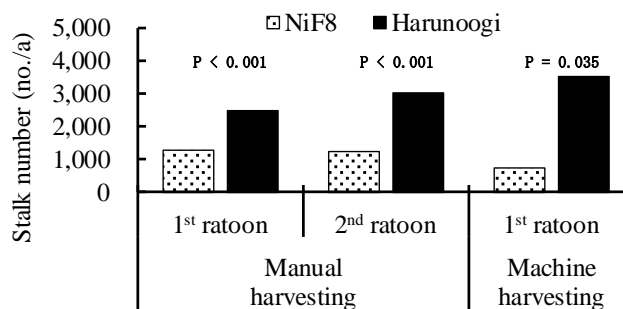 NiF8 Harunoogi
Stalk number (no./a)
5,000
4,000
3,000
2,000
1,000
0
P < 0.001 P < 0.001 P = 0.035
1st ratoon 2nd ratoon 1st ratoon
Manual harvesting
Machine harvesting